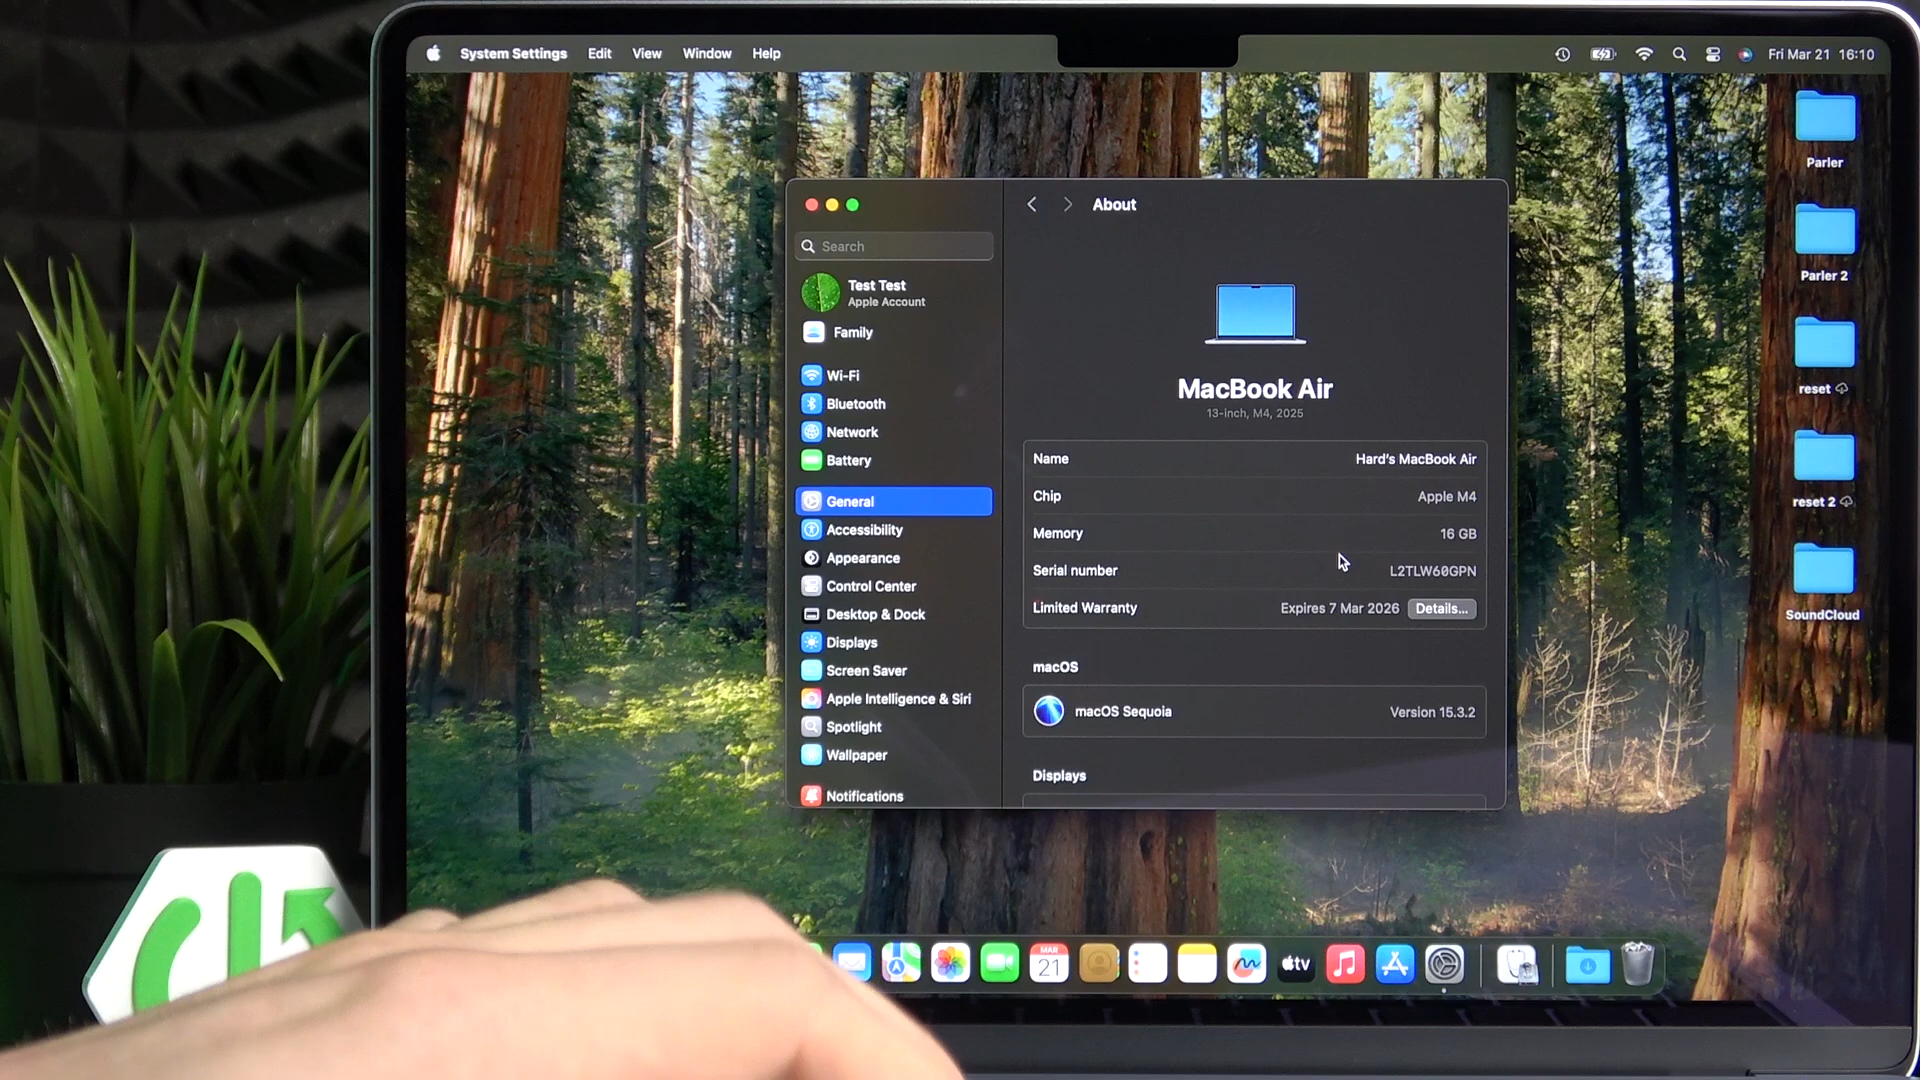 System Settings Edit View Window Help
Fri Mar 21 16:10
Parler
Parler 2
reset
reset 2
SoundCloud
Search
Test Test
Apple Account
Family
Wi-Fi
Bluetooth
Network
Battery
General
Accessibility
Appearance
Control Center
Desktop & Dock
Displays
Screen Saver
Apple Intelligence & Siri
Spotlight
Wallpaper
Notifications
About
MacBook Air
13-inch, M4, 2025
Name Hard's MacBook Air
Chip Apple M4
Memory 16 GB
Serial number L2TLW60GPN
Limited Warranty Expires 7 Mar 2026 Details...
macOS
macOS Sequoia Version 15.3.2
Displays
MAR
21
tv